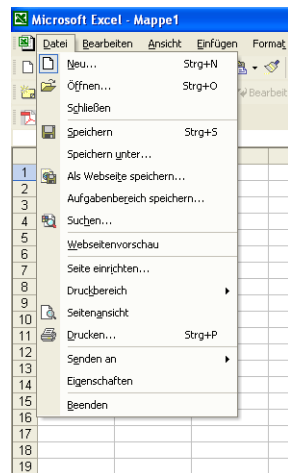 Microsoft Excel - Mappe1
Datei Bearbeiten Ansicht Einfügen Format
Neu... Strg+N
Öffnen... Strg+O
Bearbeit
Schließen
Speichern Strg+S
Speichern unter...
1 Als Webseite speichern...
2
Aufgabenbereich speichern...
3
4 Suchen...
5
Webseitenvorschau
6
7 Seite einrichten...
8 Druckbereich
9
10 Seitenansicht
11 Drucken... Strg+P
12
Senden an
13
14 Eigenschaften
15 Beenden
16
17
18
19